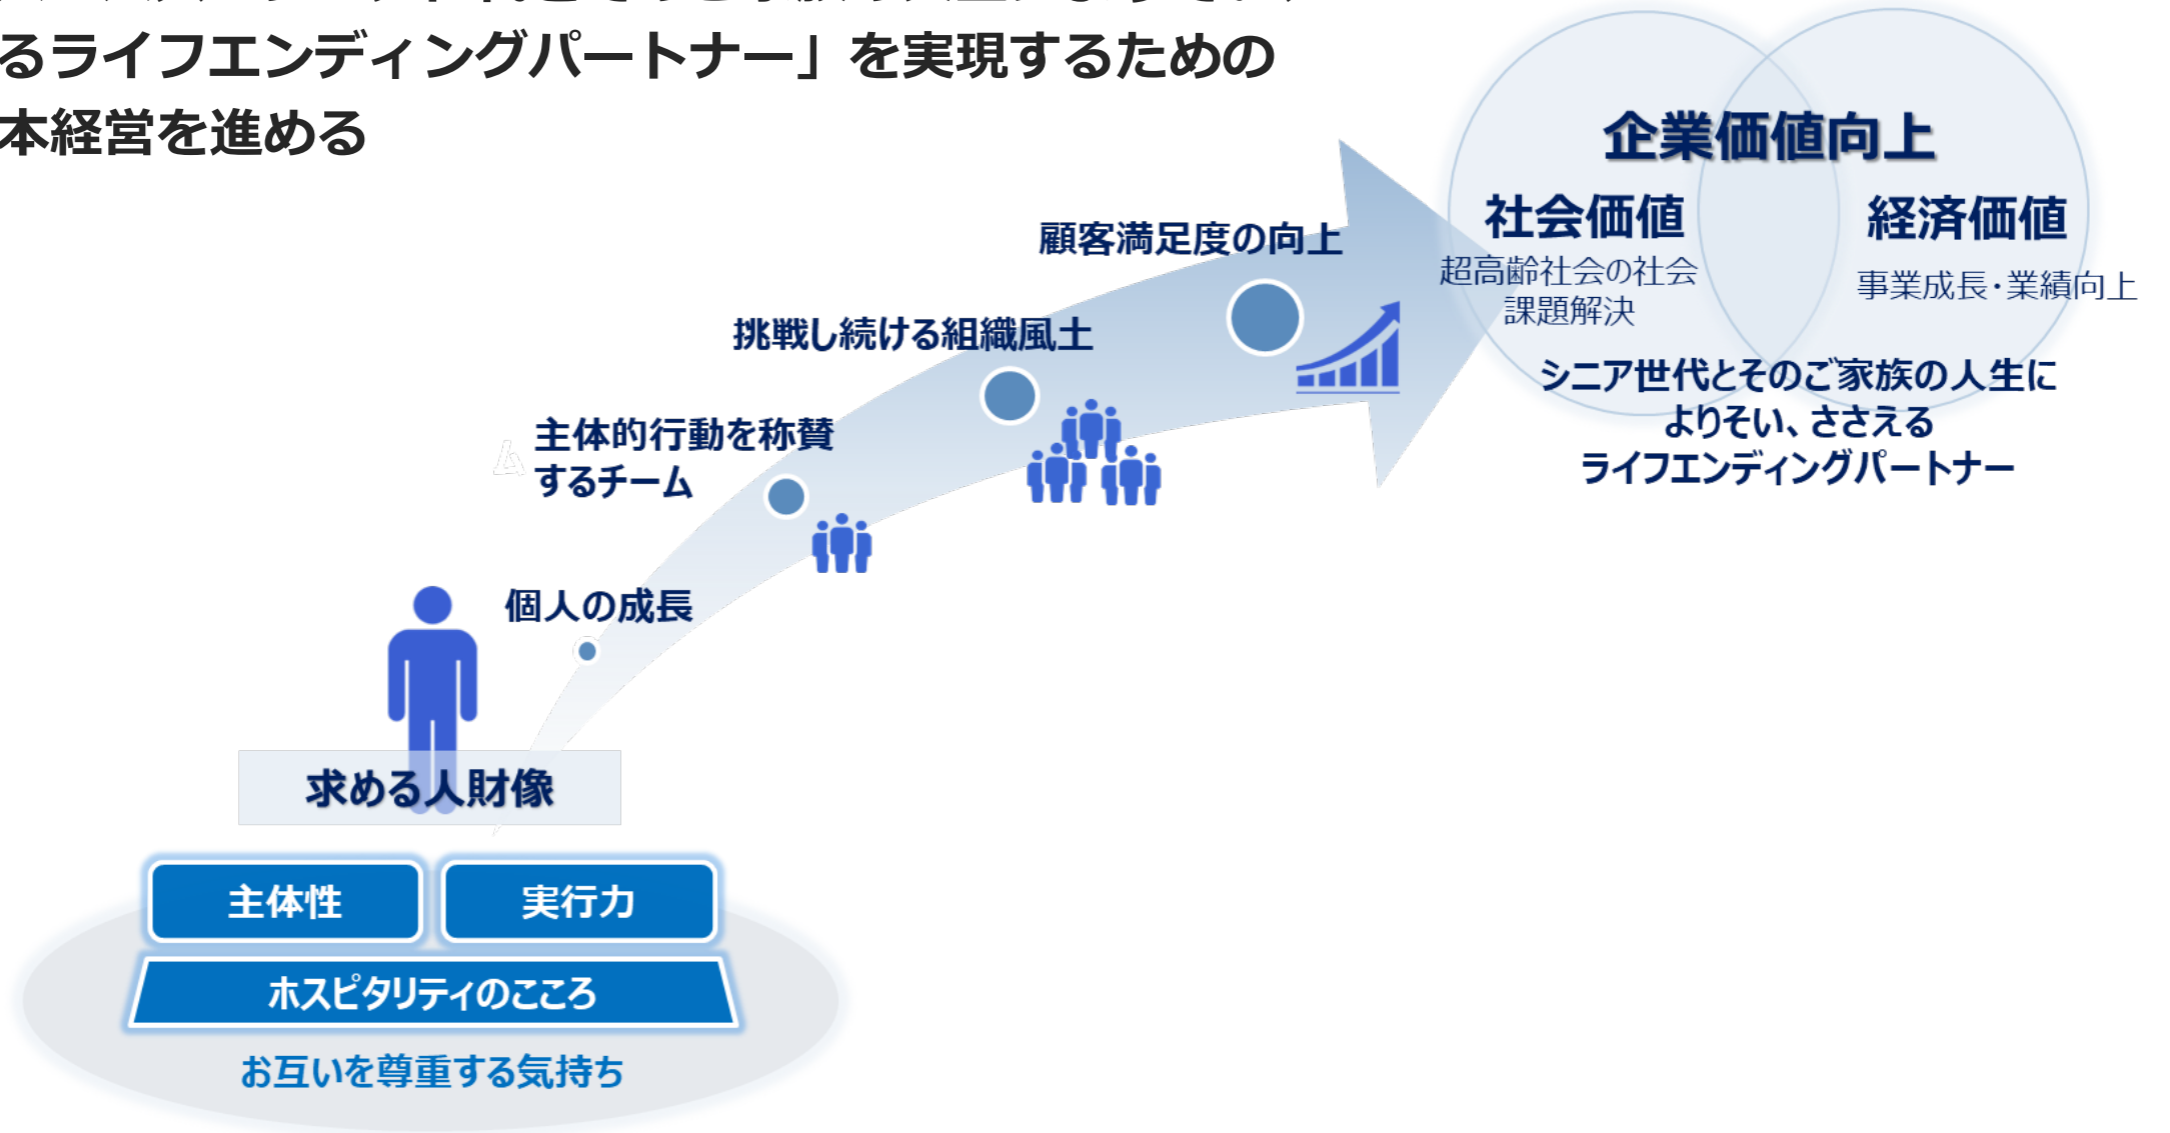 るライフエンディングパートナー」を実現するための
本経営を進める
企業価値向上
社会価値
経済価値
超高齢社会の社会
課題解決
事業成長・業績向上
シニア世代とそのご家族の人生に
よりそい、ささえる
ライフエンディングパートナー
顧客満足度の向上
挑戦し続ける組織風土
主体的行動を称賛
するチーム
個人の成長
求める人財像
主体性
実行力
ホスピタリティのこころ
お互いを尊重する気持ち